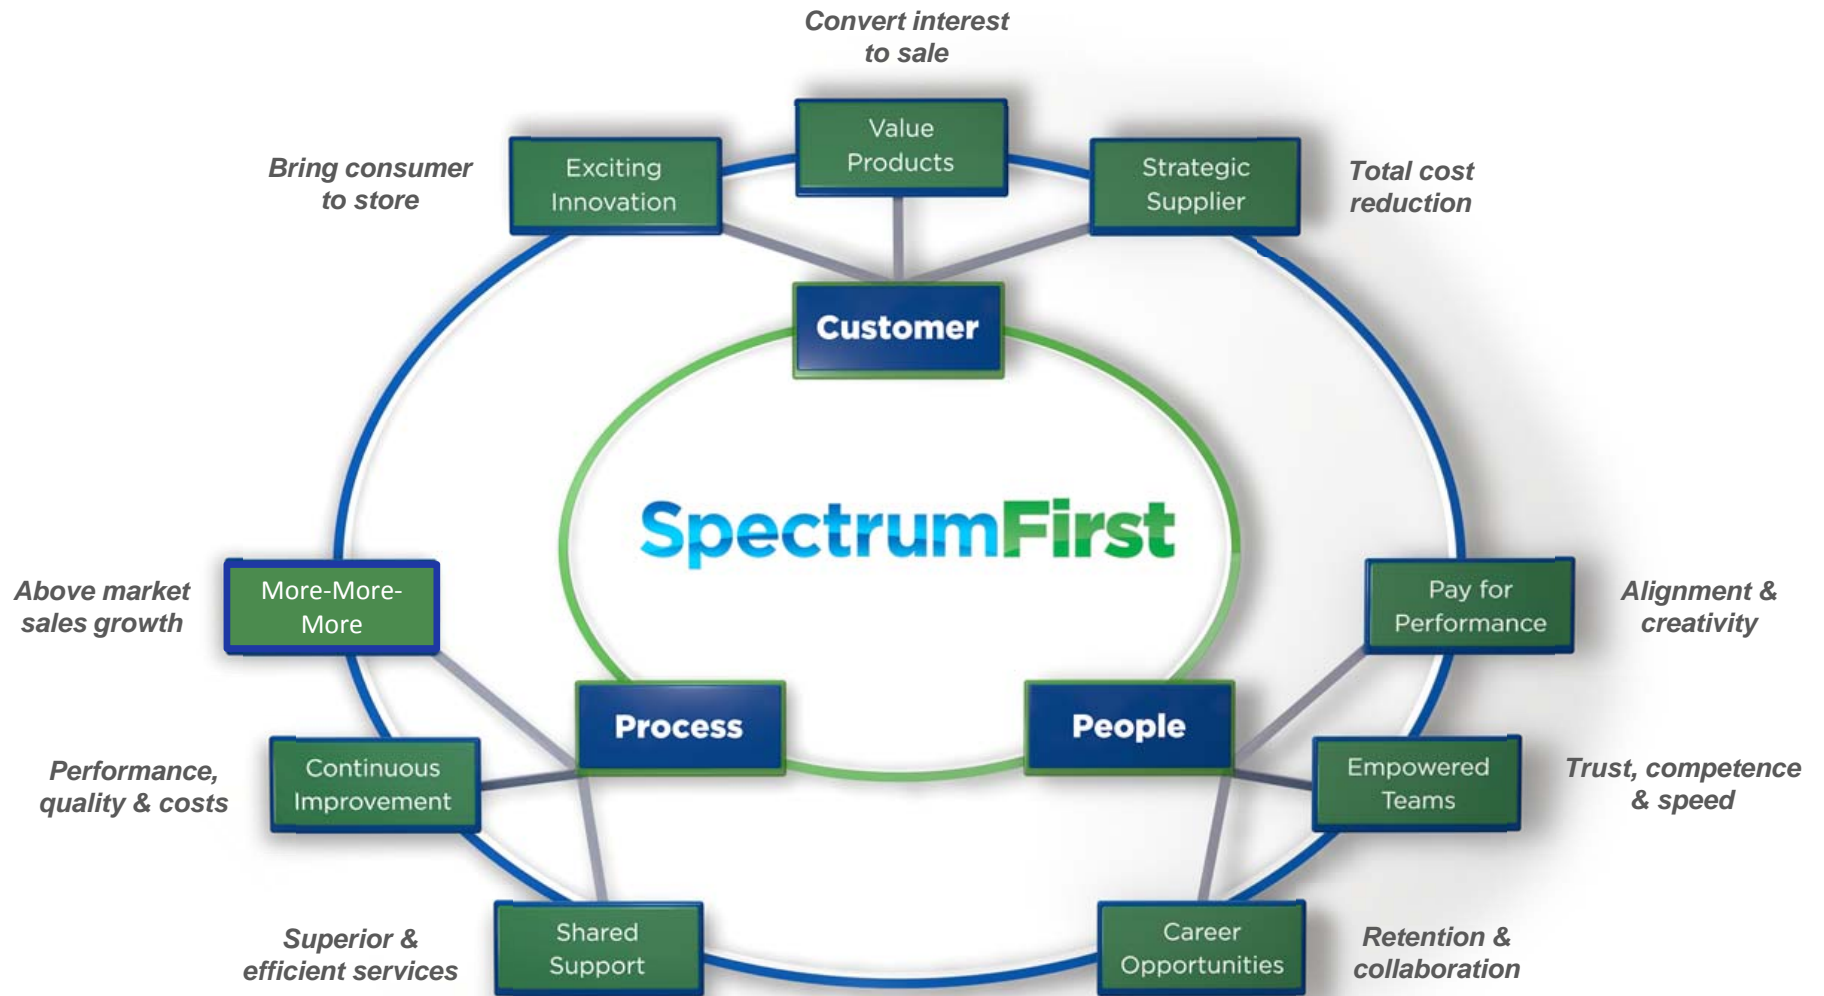 Convert interest
to sale
Value
Products
Bring consumer
to store
Exciting
Innovation
Strategic
Supplier
Total cost
reduction
Customer
SpectrumFirst
Above market
sales growth
More-More-
More
Pay for
Performance
Alignment &
creativity
Process
People
Performance,
quality & costs
Continuous
Improvement
Empowered
Teams
Trust, competence
& speed
Superior &
efficient services
Shared
Support
Career
Opportunities
Retention &
collaboration